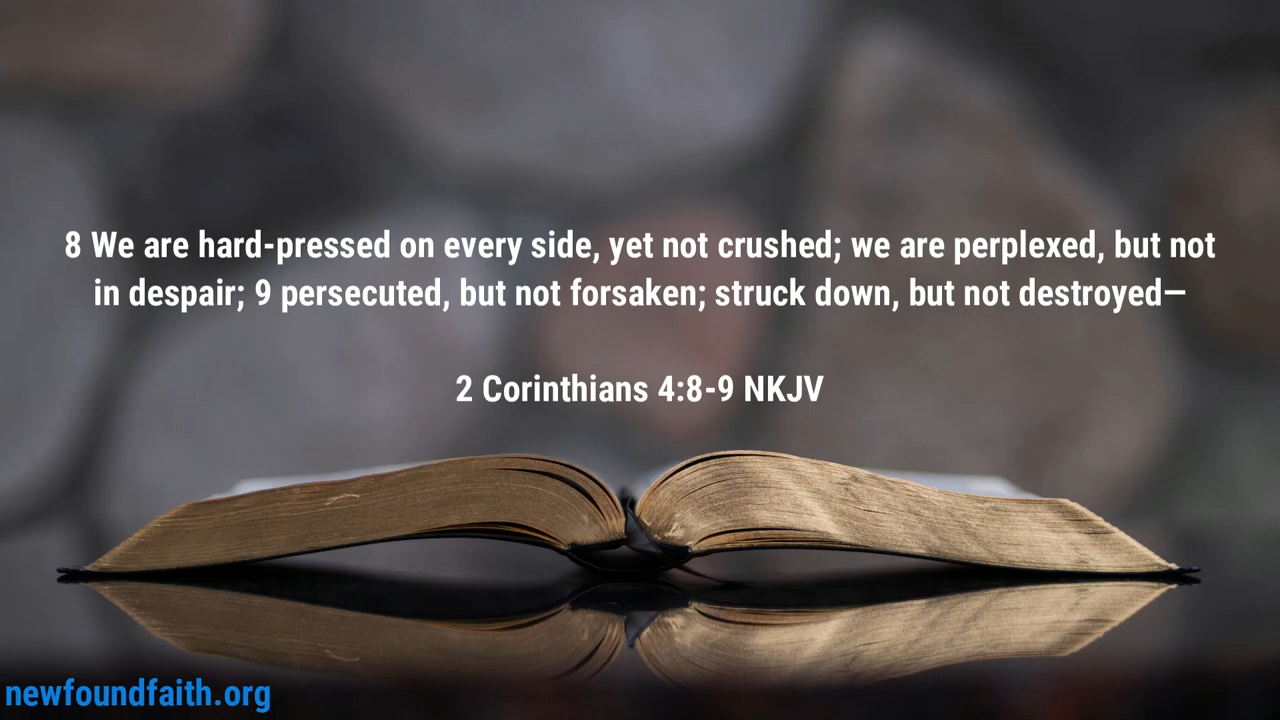 8 We are hard-pressed on every side, yet not crushed; we are perplexed, but not
in despair; 9 persecuted, but not forsaken; struck down, but not destroyed—
2 Corinthians 4:8-9 NKJV
newfoundfaith.org